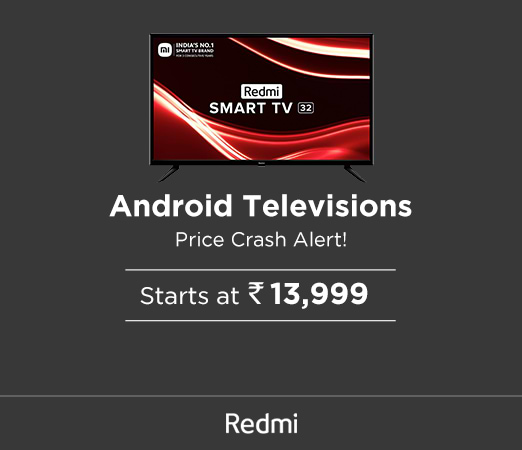 mi
INDIA'S NO.1
SMART TV BRAND
Redmi
SMART TV 32
Android Televisions
Price Crash Alert!
Starts at ₹ 13,999
Redmi